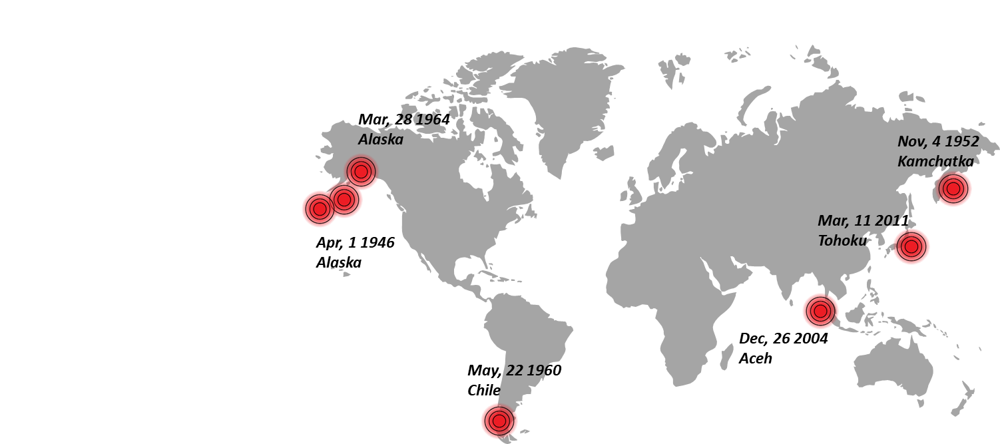 Mar, 28 1964
Alaska
Nov, 4 1952
Kamchatka
Mar, 11 2011
Tohoku
Apr, 1 1946
Alaska
Dec, 26 2004
Aceh
May, 22 1960
Chile